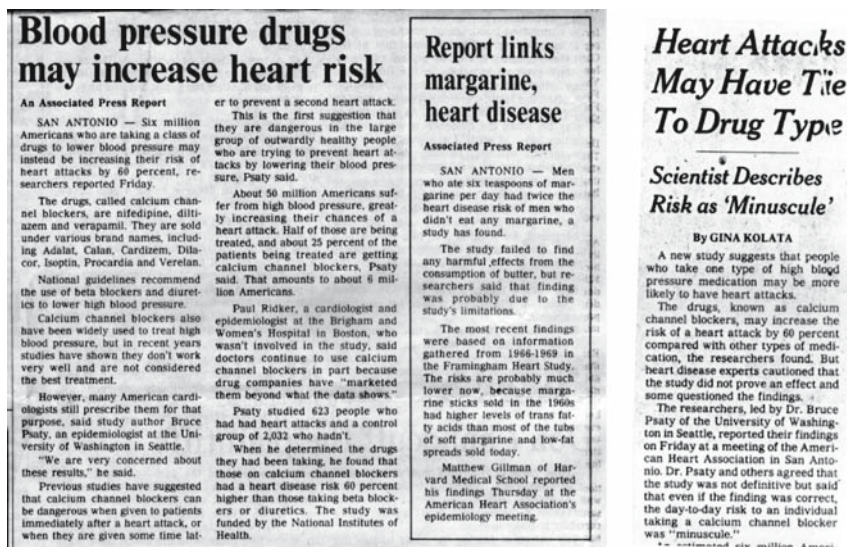 Blood pressure drugs
may increase heart risk
An Associated Press Report
SAN ANTONIO — Six million
Americans who are taking a class of
drugs to lower blood pressure may
instead be increasing their risk of
heart attacks by 60 percent, re-
searchers reported Friday.
The drugs, called calcium chan-
nel blockers, are nifedipine, dilti-
azem and verapamil. They are sold
under various brand names, includ-
ing Adalat, Calan, Cardizem, Dila-
cor, Isoptin, Procardia and Verelan.
National guidelines recommend
the use of beta blockers and diuret-
ics to lower high blood pressure.
Calcium channel blockers also
have been widely used to treat high
blood pressure, but in recent years
studies have shown they don't work
very well and are not considered
the best treatment.
However, many American cardi-
ologists still prescribe them for that
purpose, said study author Bruce
Psaty, an epidemiologist at the Uni-
versity of Washington in Seattle.
"We are very concerned about
these results," he said.
Previous studies have suggested
that calcium channel blockers can
be dangerous when given to patients
immediately after a heart attack, or
when they are given some time lat-
er to prevent a second heart attack.
This is the first suggestion that
they are dangerous in the large
group of outwardly healthy people
who are trying to prevent heart at-
tacks by lowering their blood pres-
sure, Psaty said.
About 50 million Americans suf-
fer from high blood pressure, great-
ly increasing their chances of a
heart attack. Half of those are being
treated, and about 25 percent of the
patients being treated are getting
calcium channel blockers, Psaty
said. That amounts to about 6 mil-
lion Americans.
Paul Ridker, a cardiologist and
epidemiologist at the Brigham and
Women's Hospital in Boston, who
wasn't involved in the study, said
doctors continue to use calcium
channel blockers in part because
drug companies have "marketed
them beyond what the data shows."
Psaty studied 623 people who
had had heart attacks and a control
group of 2,032 who hadn't.
When he determined the drugs
they had been taking, he found that
those on calcium channel blockers
had a heart disease risk 60 percent
higher than those taking beta block-
ers or diuretics. The study was
funded by the National Institutes of
Health.
Report links
margarine,
heart disease
Associated Press Report
SAN ANTONIO — Men
who ate six teaspoons of mar-
garine per day had twice the
heart disease risk of men who
didn't eat any margarine, a
study has found.
The study failed to find
any harmful effects from the
consumption of butter, but re-
searchers said that finding
was probably due to the
study's limitations.
The most recent findings
were based on information
gathered from 1966-1969 in
the Framingham Heart Study.
The risks are probably much
lower now, because marga-
rine sticks sold in the 1960s
had higher levels of trans fat-
ty acids than most of the tubs
of soft margarine and low-fat
spreads sold today.
Matthew Gillman of Har-
vard Medical School reported
his findings Thursday at the
American Heart Association's
epidemiology meeting.
Heart Attacks
May Have Tie
To Drug Type
Scientist Describes
Risk as 'Minuscule'
By GINA KOLATA
A new study suggests that people
who take one type of high blood
pressure medication may be more
likely to have heart attacks.
The drugs, known as calcium
channel blockers, may increase the
risk of a heart attack by 60 percent
compared with other types of medi-
cation, the researchers found. But
heart disease experts cautioned that
the study did not prove an effect and
some questioned the findings.
The researchers, led by Dr. Bruce
Psaty of the University of Washing-
ton in Seattle, reported their findings
on Friday at a meeting of the Ameri-
can Heart Association in San Anto-
nio. Dr. Psaty and others agreed that
the study was not definitive but said
that even if the finding was correct,
the day-to-day risk to an individual
taking a calcium channel blocker
was "minuscule."